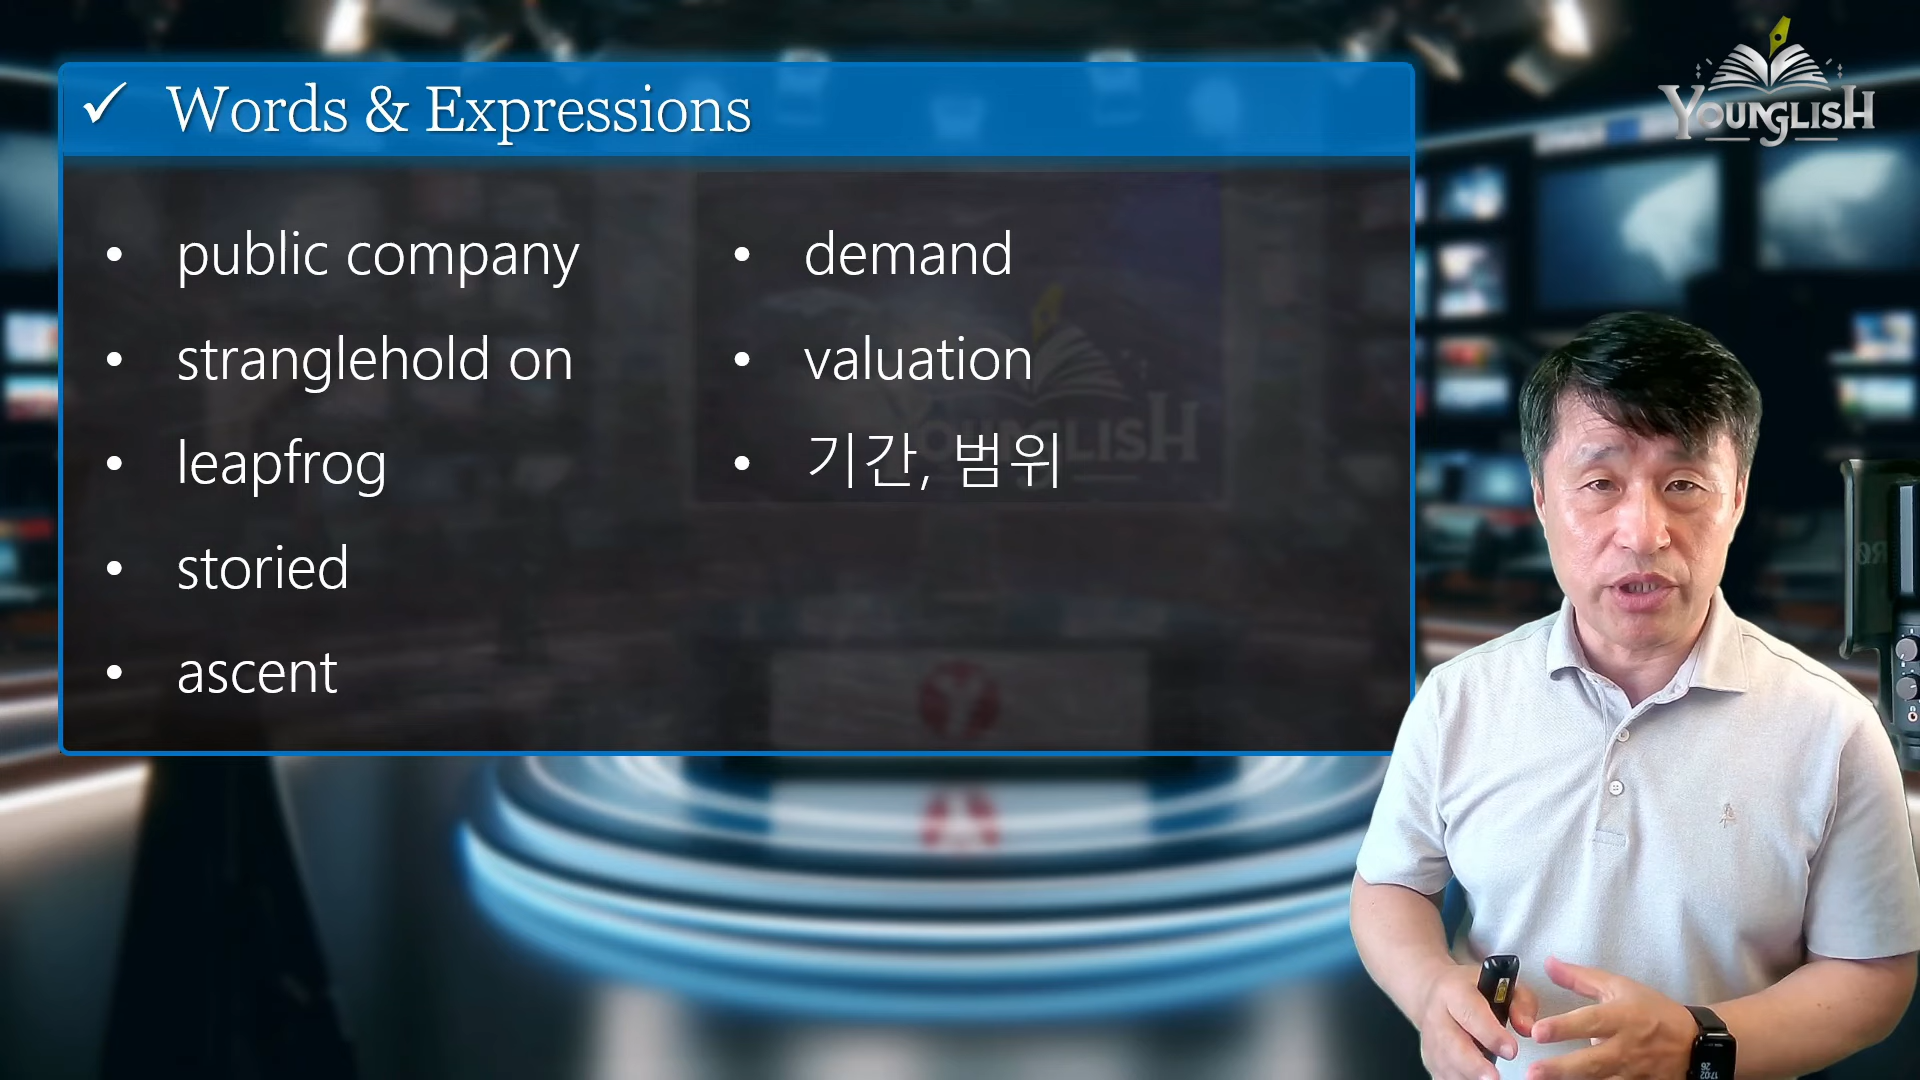 ✓ Words & Expressions
• public company
• stranglehold on
• leapfrog
• storied
• ascent
• demand
• valuation
• 기간, 범위
YOUNGLISH